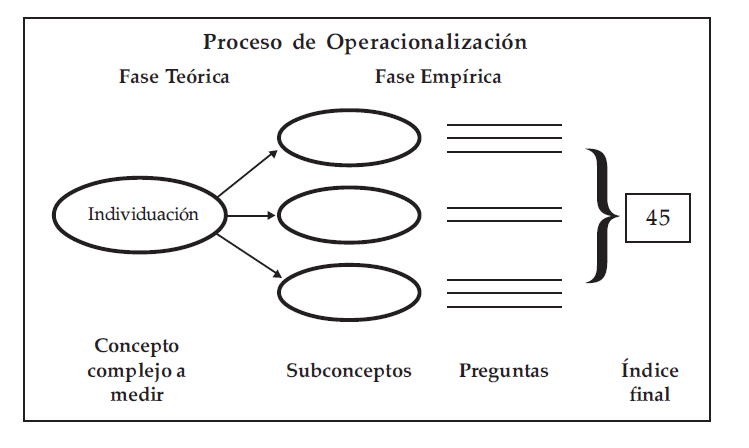 Proceso de Operacionalización
Fase Teórica
Fase Empírica
Individuación
45
Concepto
complejo a
medir
Subconceptos
Preguntas
Índice
final